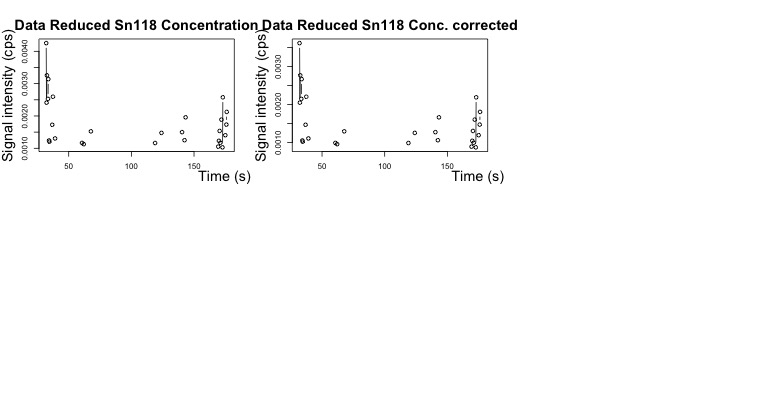 Data Reduced Sn118 Concentration
Signal intensity (cps)
0.0040
0.0030
0.0020
0.0010
50 100 150
Time (s)
Data Reduced Sn118 Conc. corrected
Signal intensity (cps)
0.0030
0.0020
0.0010
50 100 150
Time (s)